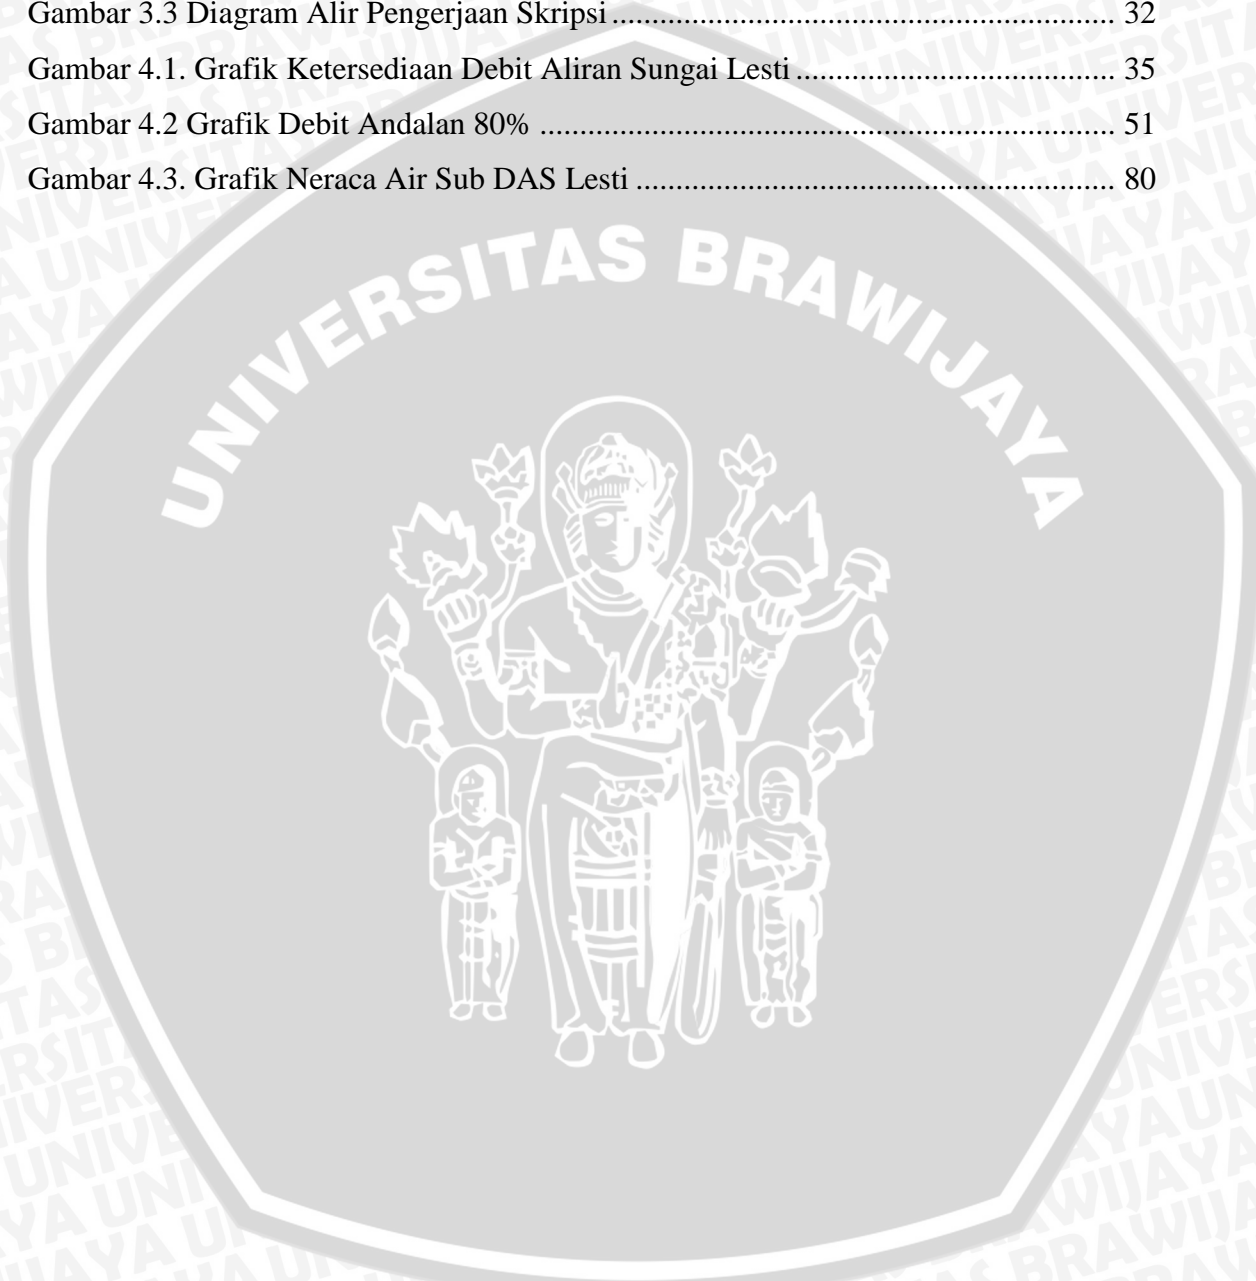 Gambar 3.3 Diagram Alir Pengerjaan Skripsi ............................................................... 32
Gambar 4.1. Grafik Ketersediaan Debit Aliran Sungai Lesti ........................................ 35
Gambar 4.2 Grafik Debit Andalan 80% ........................................................................ 51
Gambar 4.3. Grafik Neraca Air Sub DAS Lesti ............................................................ 80
UNIVERSITAS BRAWIJAYA